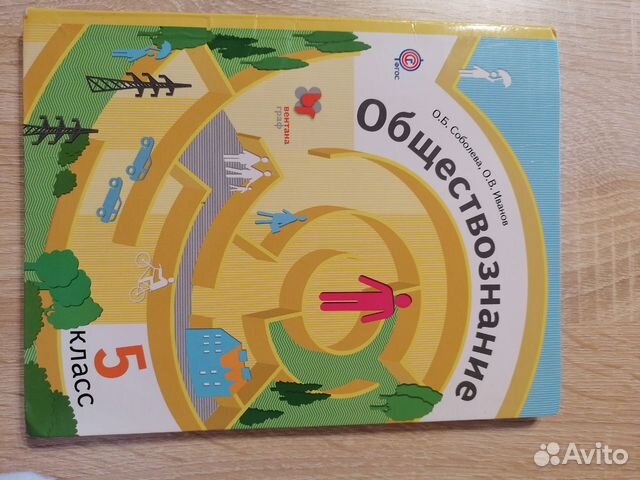 О.Б. Соболева, О.В. Иванов
Обществознание
ФГОС
вентана
граф
5
класс
Avito